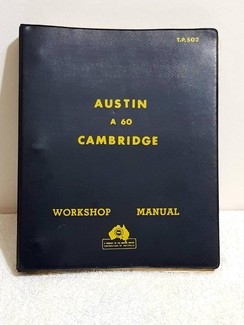 T.P. 502
AUSTIN
A 60
CAMBRIDGE
WORKSHOP MANUAL